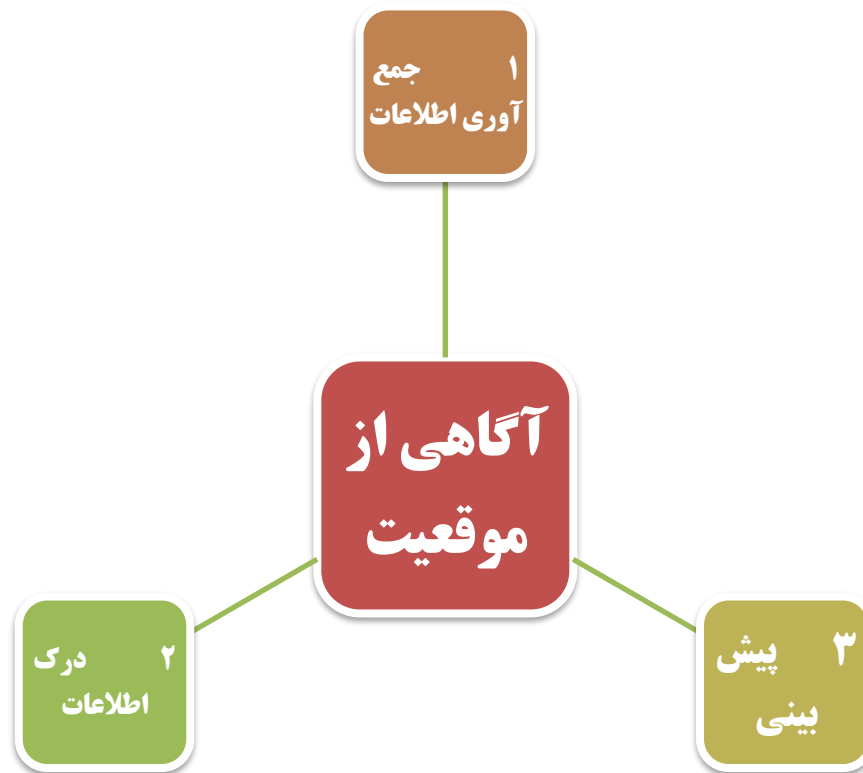 ۱ جمع
آوری اطلاعات
آگاهی از
موقعیت
۲ درک
اطلاعات
۳ پیش
بینی